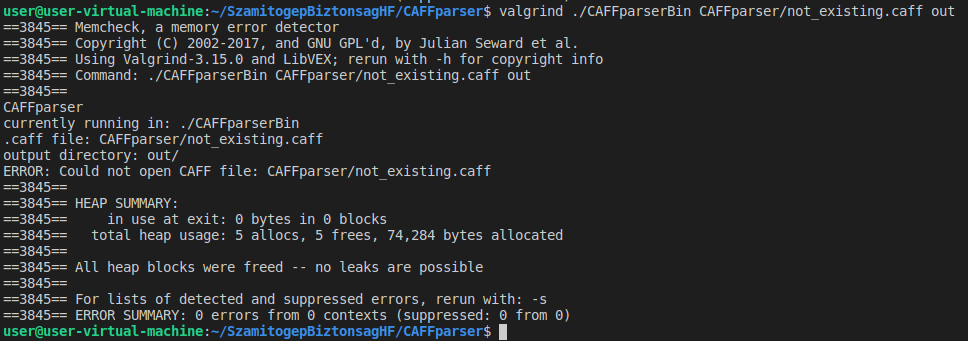 user@user-virtual-machine:~/SzamitogepBiztonsagHF/CAFFparser$ valgrind ./CAFFparserBin CAFFparser/not_existing.caff out
==3845== Memcheck, a memory error detector
==3845== Copyright (C) 2002-2017, and GNU GPL'd, by Julian Seward et al.
==3845== Using Valgrind-3.15.0 and LibVEX; rerun with -h for copyright info
==3845== Command: ./CAFFparserBin CAFFparser/not_existing.caff out
==3845==
CAFFparser
currently running in: ./CAFFparserBin
.caff file: CAFFparser/not_existing.caff
output directory: out/
ERROR: Could not open CAFF file: CAFFparser/not_existing.caff
==3845==
==3845== HEAP SUMMARY:
==3845==     in use at exit: 0 bytes in 0 blocks
==3845==   total heap usage: 5 allocs, 5 frees, 74,284 bytes allocated
==3845==
==3845== All heap blocks were freed -- no leaks are possible
==3845==
==3845== For lists of detected and suppressed errors, rerun with: -s
==3845== ERROR SUMMARY: 0 errors from 0 contexts (suppressed: 0 from 0)
user@user-virtual-machine:~/SzamitogepBiztonsagHF/CAFFparser$